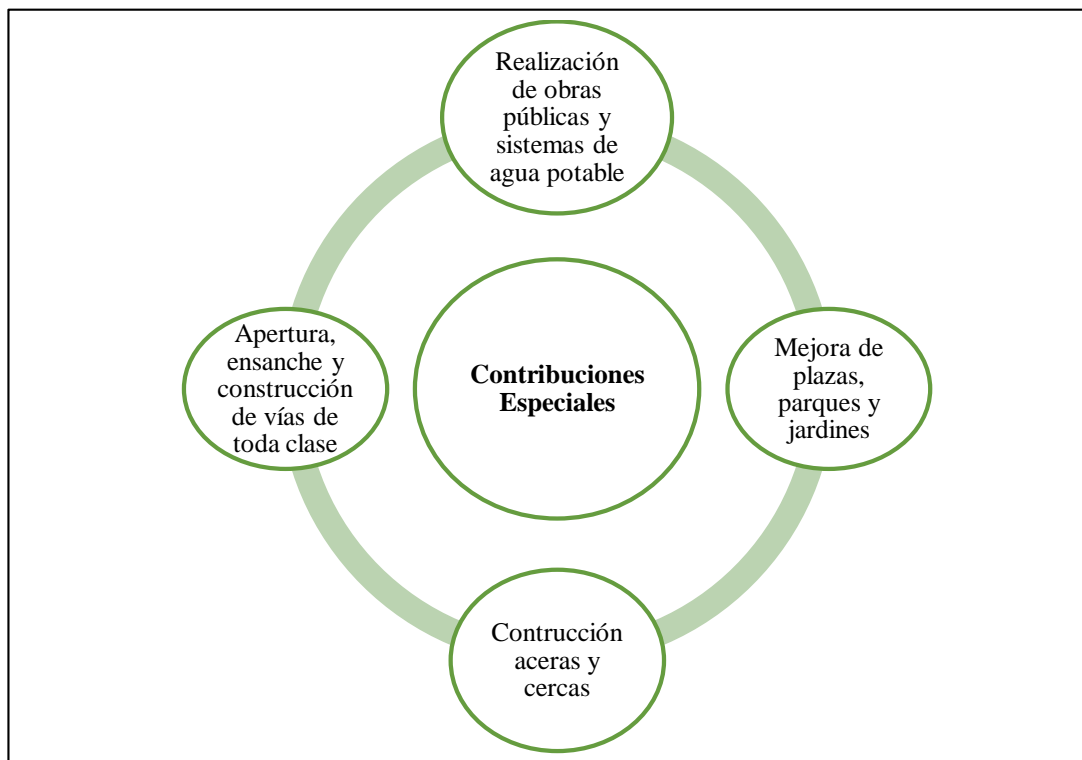 Realización
de obras
públicas y
sistemas de
agua potable
Apertura,
ensanche y
construcción
de vías de
toda clase
Contribuciones
Especiales
Mejora de
plazas,
parques y
jardines
Contrucción
aceras y
cercas